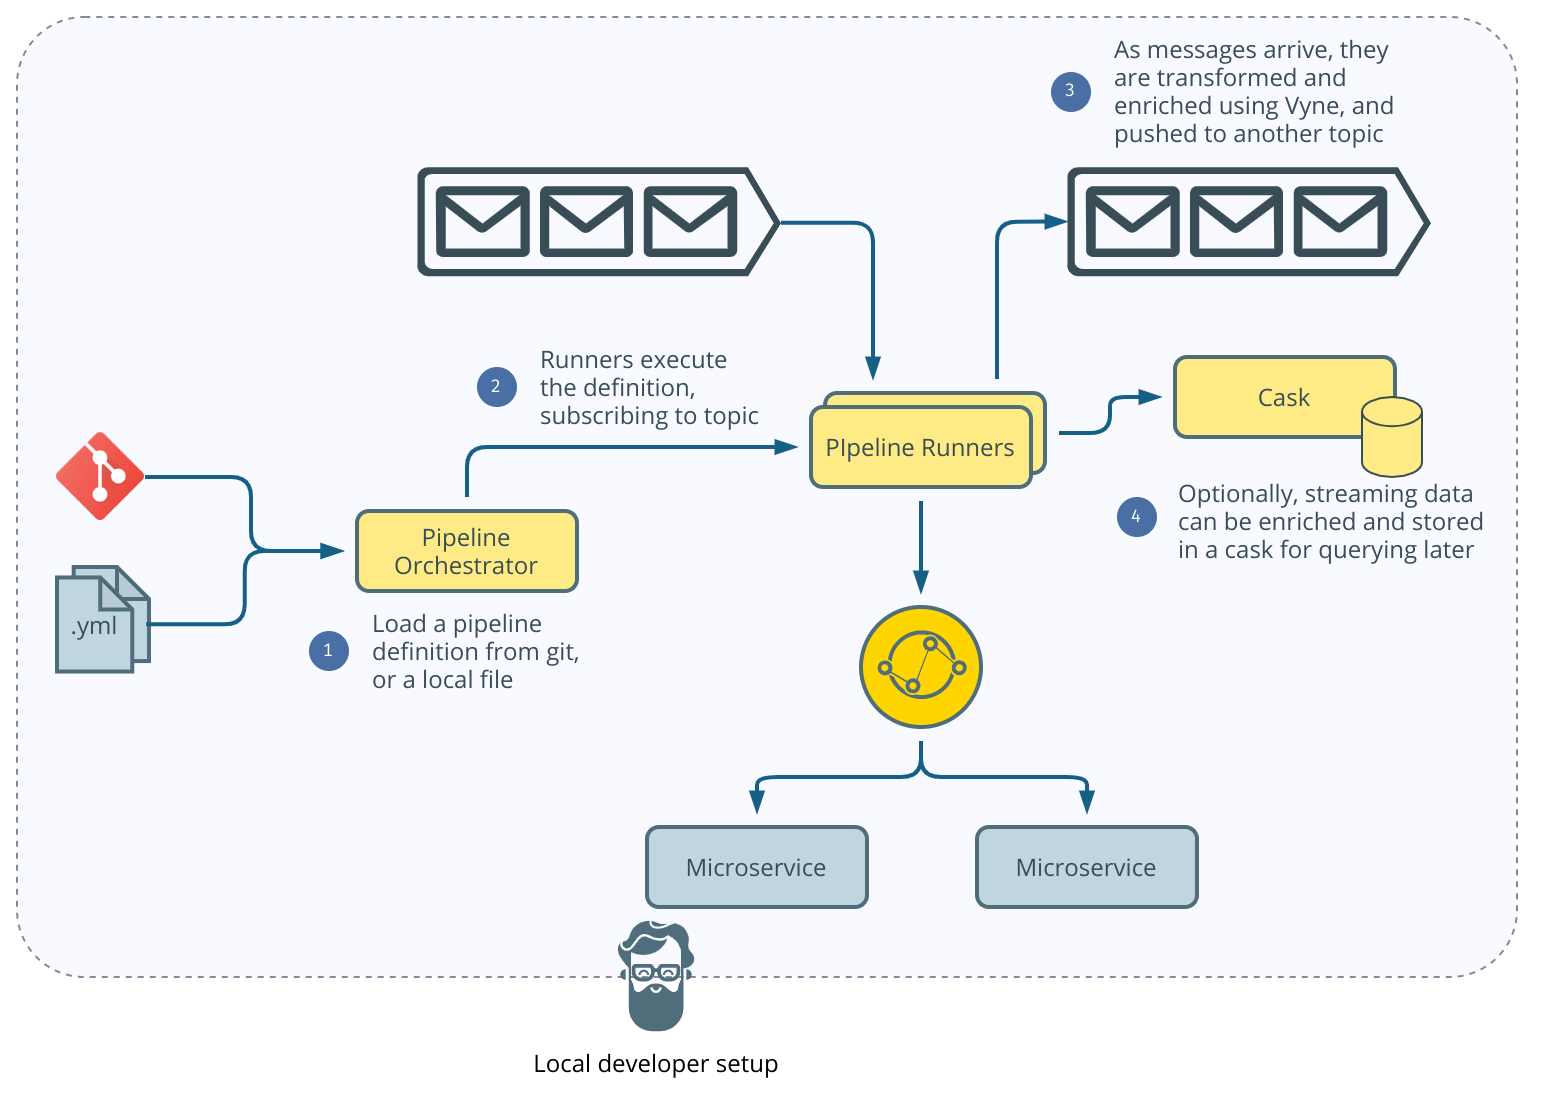 3
As messages arrive, they
are transformed and
enriched using Vyne, and
pushed to another topic
2
Runners execute
the definition,
subscribing to topic
PIpeline Runners
Cask
4
Optionally, streaming data
can be enriched and stored
in a cask for querying later
Pipeline
Orchestrator
.yml
1
Load a pipeline
definition from git,
or a local file
Microservice
Microservice
Local developer setup